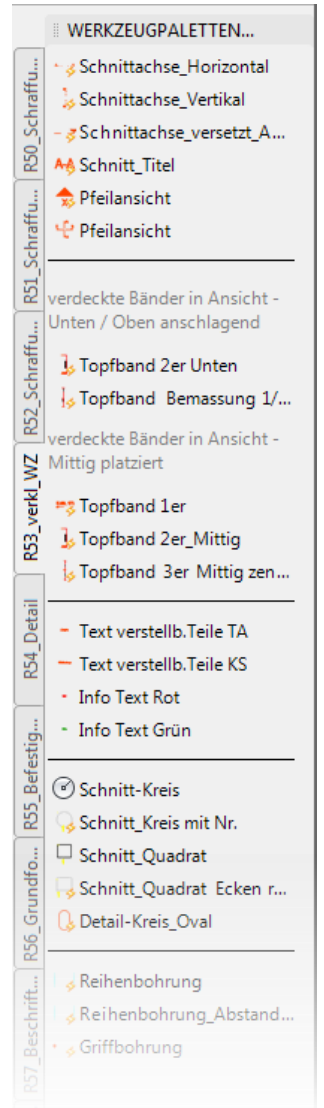 WERKZEUGPALETTEN...
Schnittachse_Horizontal
Schnittachse_Vertikal
Schnittachse_versetzt_A...
A-A Schnitt_Titel
Pfeilansicht
Pfeilansicht
verdeckte Bänder in Ansicht -
Unten / Oben anschlagend
Topfband 2er Unten
Topfband Bemassung 1/...
verdeckte Bänder in Ansicht -
Mittig platziert
Topfband 1er
Topfband 2er_Mittig
Topfband 3er Mittig zen...
Text verstellb.Teile TA
Text verstellb.Teile KS
Info Text Rot
Info Text Grün
Schnitt-Kreis
Schnitt_Kreis mit Nr.
Schnitt_Quadrat
Schnitt_Quadrat Ecken r...
Detail-Kreis_Oval
Reihenbohrung
Reihenbohrung_Abstand...
Griffbohrung
R50_Schraffu...
R51_Schraffu...
R52_Schraffu...
R53_verkl_WZ
R54_Detail
R55_Befestig...
R56_Grundfo...
R57_Beschrift...